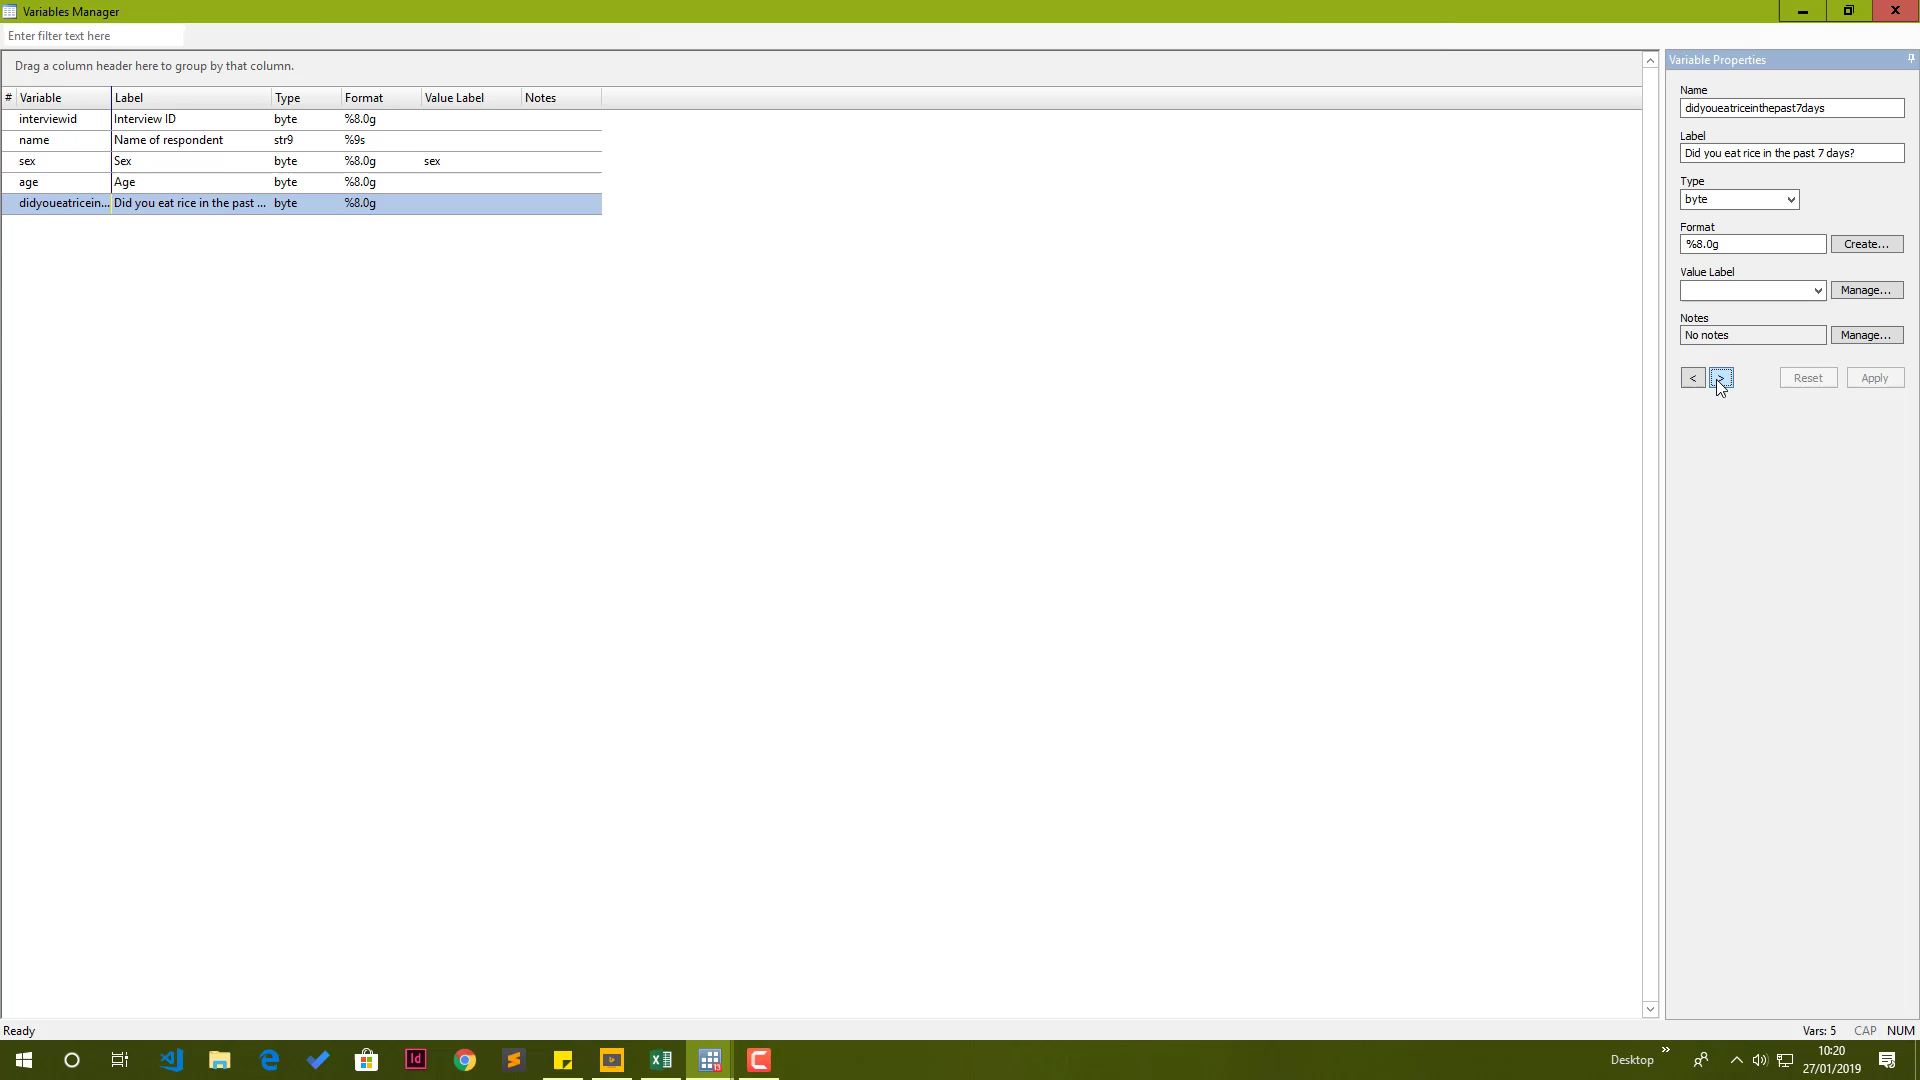 Variables Manager
Enter filter text here
Drag a column header here to group by that column.
# Variable Label Type Format Value Label Notes
interviewid Interview ID byte %8.0g
name Name of respondent str9 %9s
sex Sex byte %8.0g sex
age Age byte %8.0g
didyoueatricein... Did you eat rice in the past ... byte %8.0g
Variable Properties
Name
didyoueatriceinthepast7days
Label
Did you eat rice in the past 7 days?
Type
byte
Format
%8.0g Create...
Value Label
Manage...
Notes
No notes Manage...
< > Reset Apply
Ready Vars: 5 CAP NUM
Id 13 Desktop » 10:20
27/01/2019